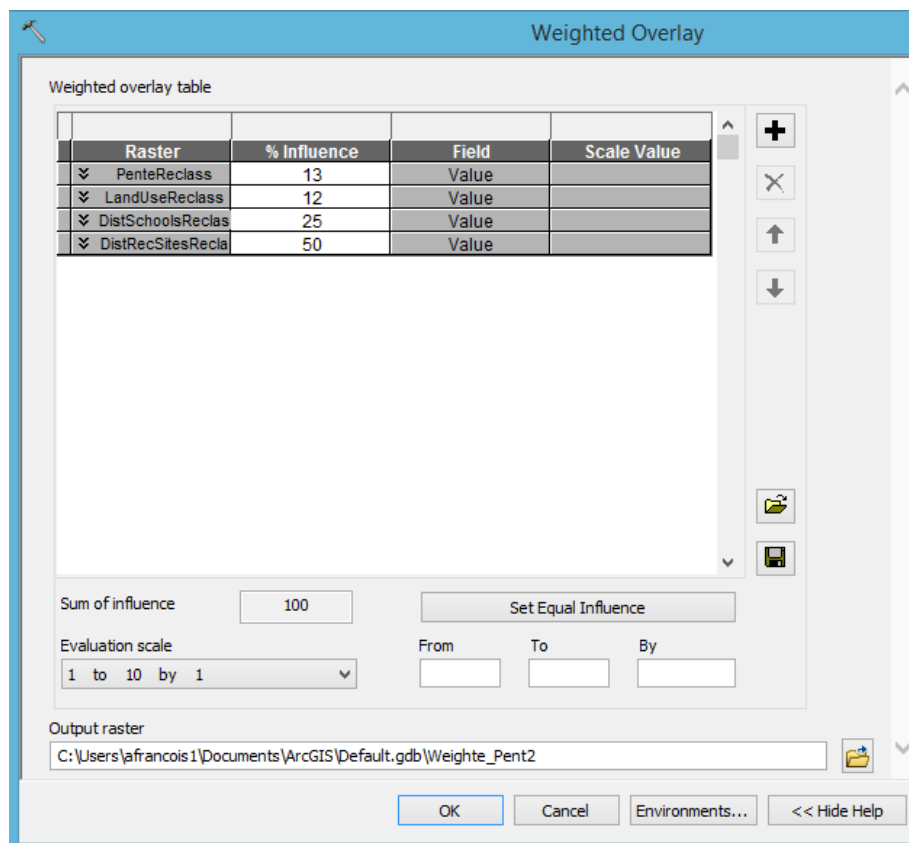 Weighted Overlay
Weighted overlay table
Raster % Influence Field Scale Value
PenteReclass 13 Value
LandUseReclass 12 Value
DistSchoolsReclas 25 Value
DistRecSitesRecla 50 Value
Sum of influence 100 Set Equal Influence
Evaluation scale From To By
1 to 10 by 1
Output raster
C:\Users\afrancois1\Documents\ArcGIS\Default.gdb\Weighte_Pent2
OK Cancel Environments... << Hide Help